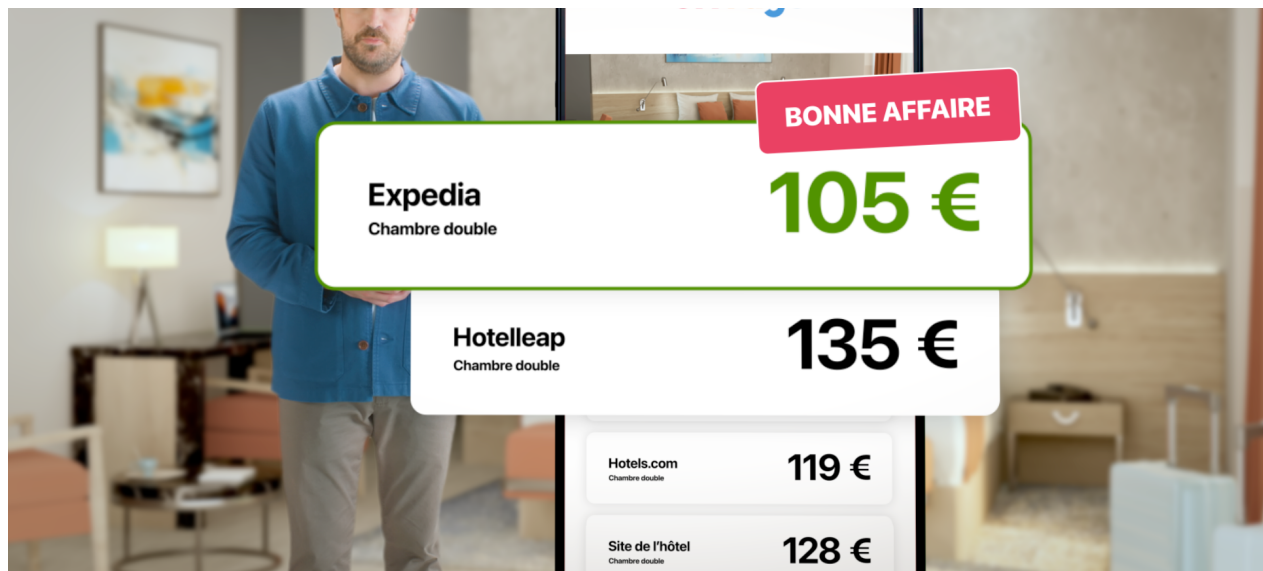 BONNE AFFAIRE
Expedia
Chambre double
105 €
Hotelleap
Chambre double
135 €
Hotels.com
Chambre double
119 €
Site de l'hôtel
Chambre double
128 €